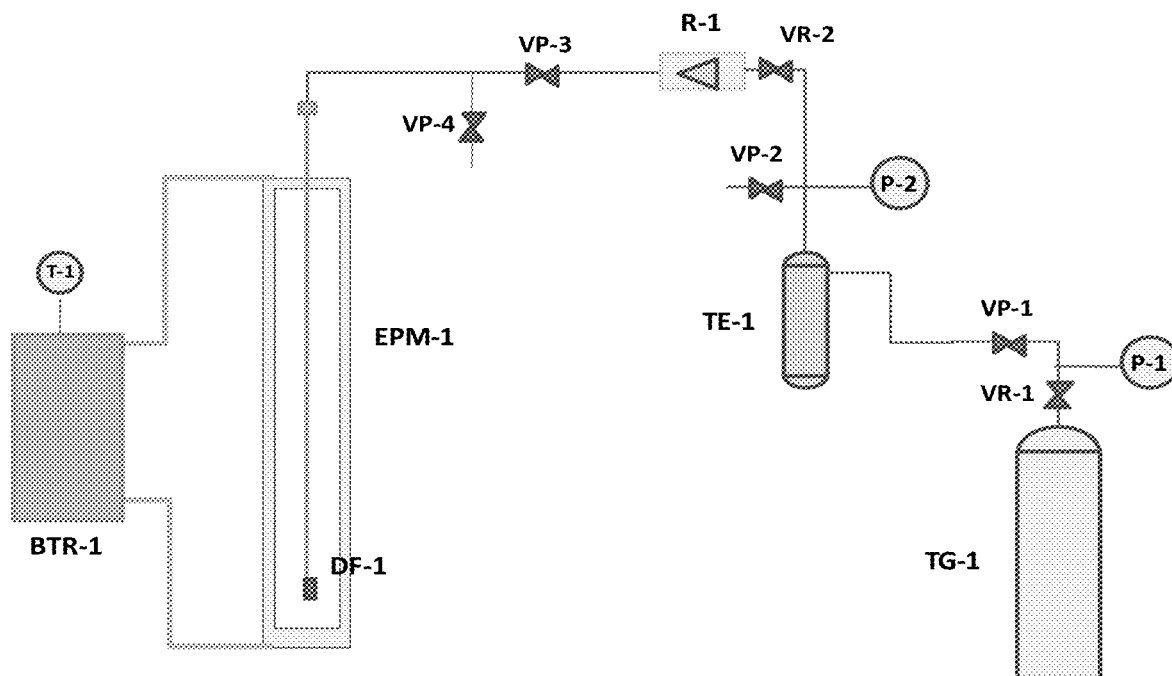 R-1
VR-2
VP-3
VP-4
VP-2
P-2
T-1
EPM-1
TE-1
VP-1
P-1
VR-1
BTR-1
DF-1
TG-1